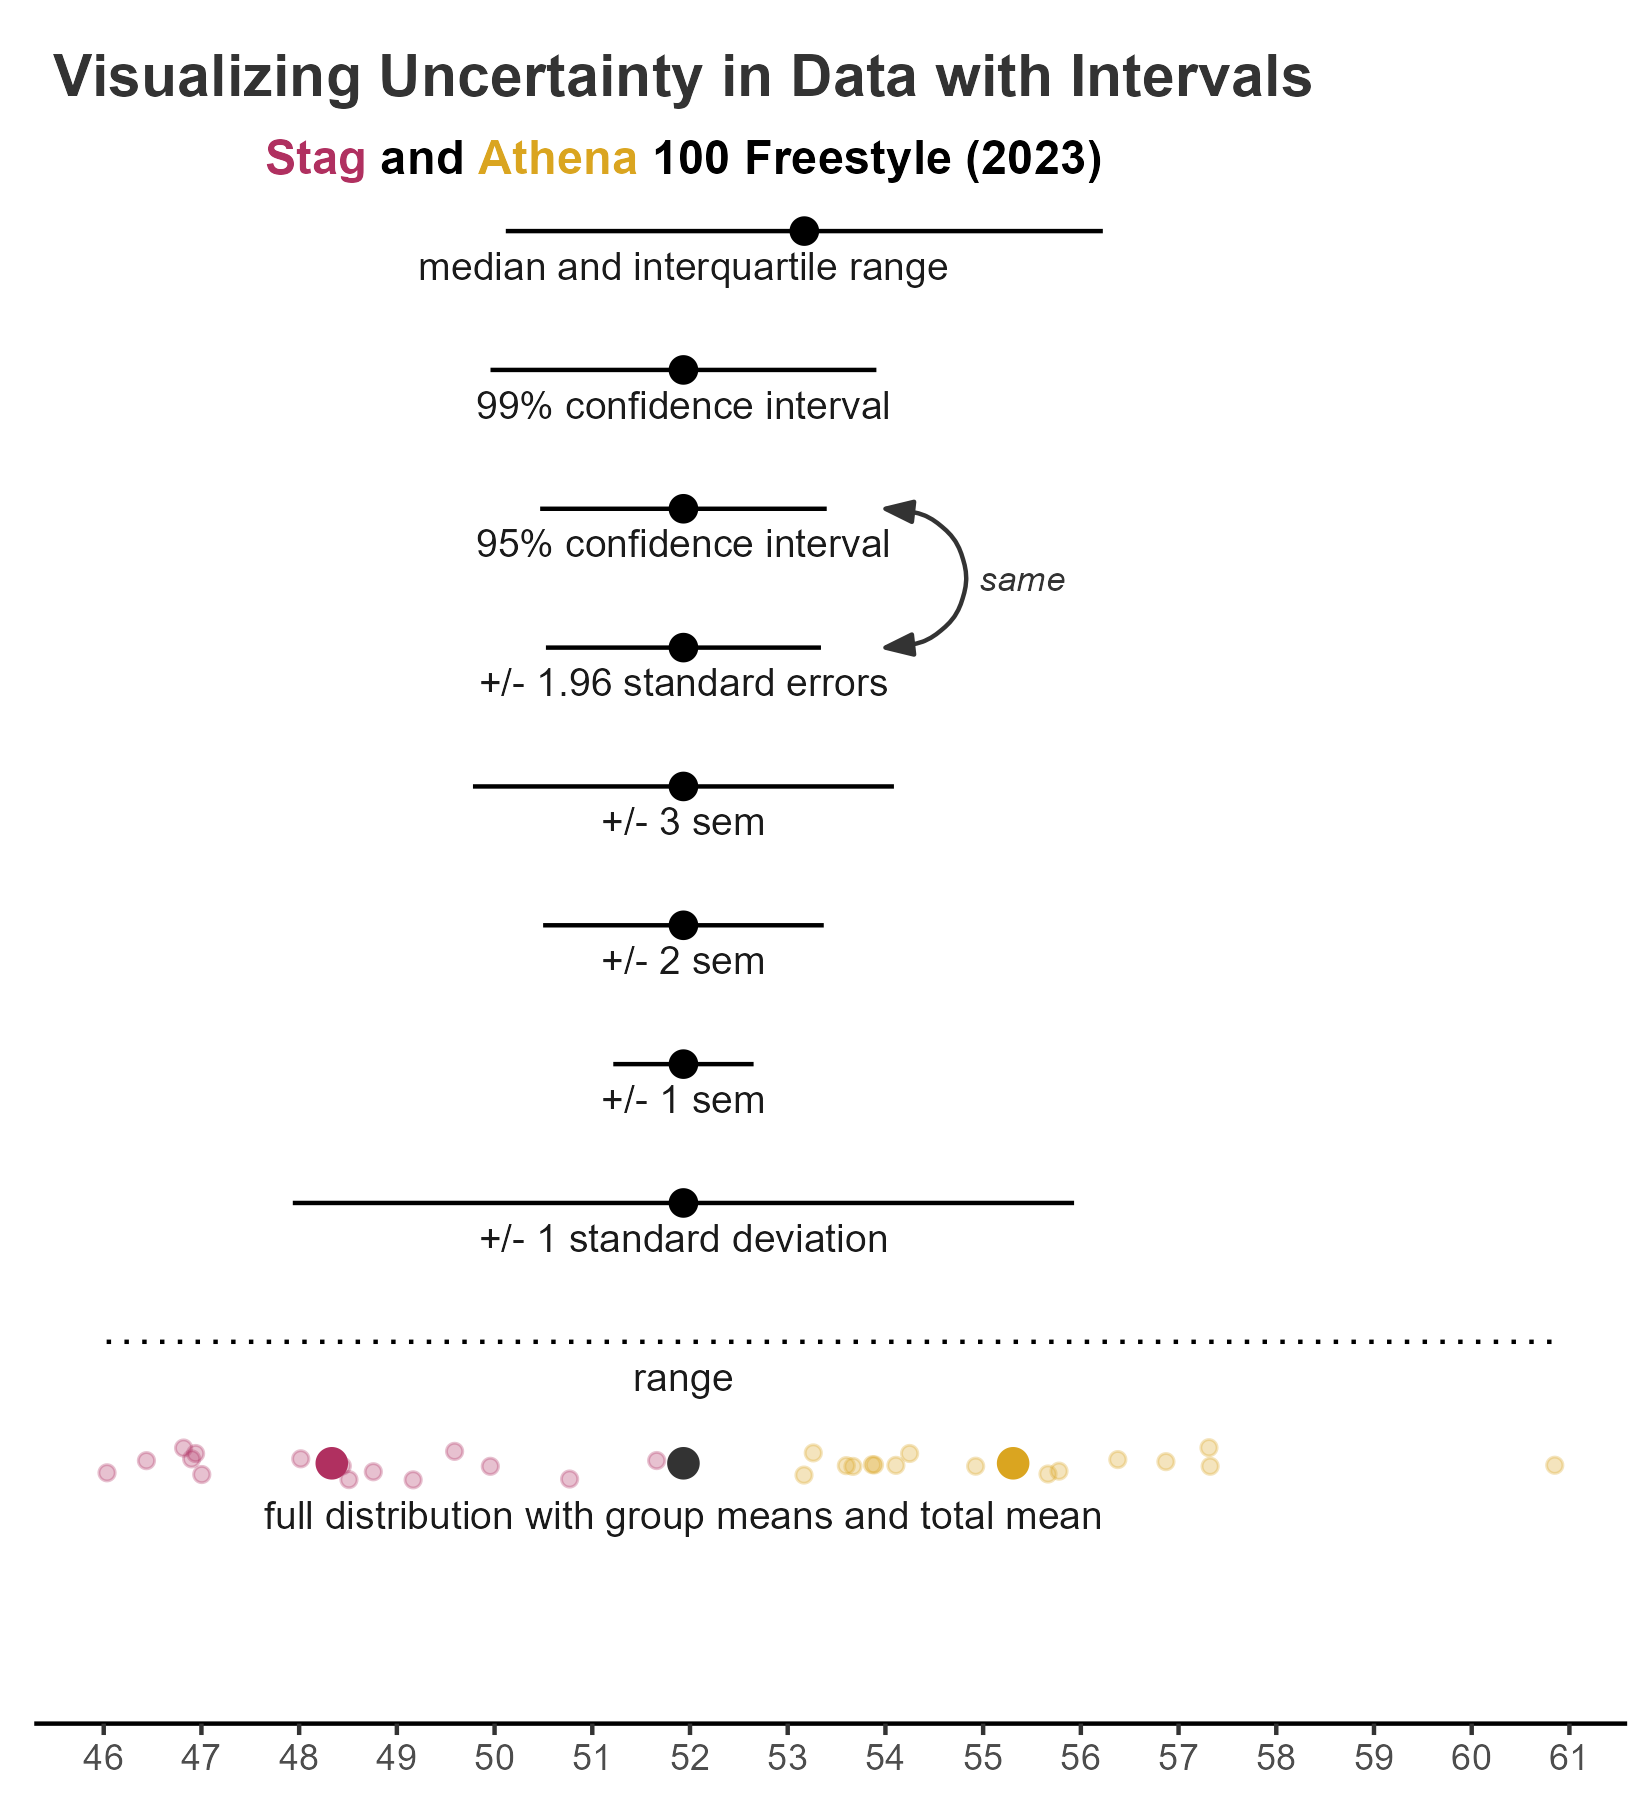 Visualizing Uncertainty in Data with Intervals
Stag and Athena 100 Freestyle (2023)
median and interquartile range
99% confidence interval
95% confidence interval
same
+/- 1.96 standard errors
+/- 3 sem
+/- 2 sem
+/- 1 sem
+/- 1 standard deviation
range
full distribution with group means and total mean
46 47 48 49 50 51 52 53 54 55 56 57 58 59 60 61